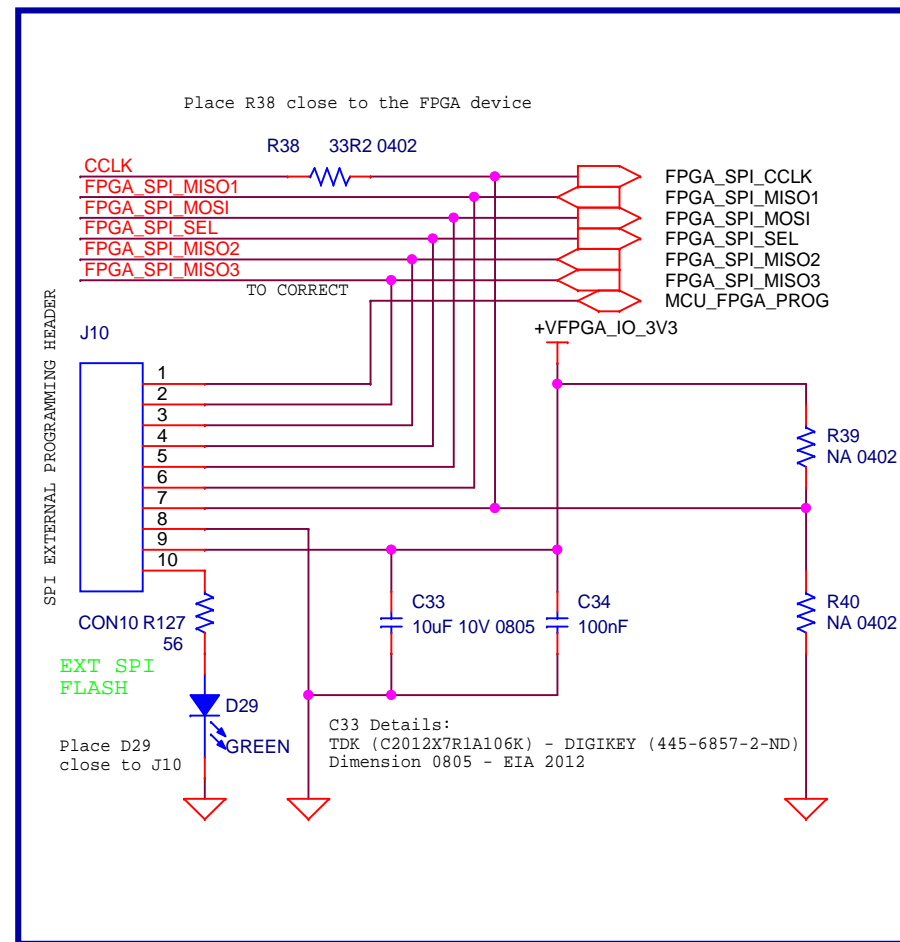 Place R38 close to the FPGA device
R38 33R2 0402
CCLK
FPGA_SPI_MISO1
FPGA_SPI_MOSI
FPGA_SPI_SEL
FPGA_SPI_MISO2
FPGA_SPI_MISO3
TO CORRECT
FPGA_SPI_CCLK
FPGA_SPI_MISO1
FPGA_SPI_MOSI
FPGA_SPI_SEL
FPGA_SPI_MISO2
FPGA_SPI_MISO3
MCU_FPGA_PROG
+VFPGA_IO_3V3
SPI EXTERNAL PROGRAMMING HEADER
J10
1
2
3
4
5
6
7
8
9
10
CON10
R127
56
R39
NA 0402
C33
10uF 10V 0805
C34
100nF
R40
NA 0402
EXT SPI
FLASH
D29
GREEN
Place D29
close to J10
C33 Details:
TDK (C2012X7R1A106K) - DIGIKEY (445-6857-2-ND)
Dimension 0805 - EIA 2012